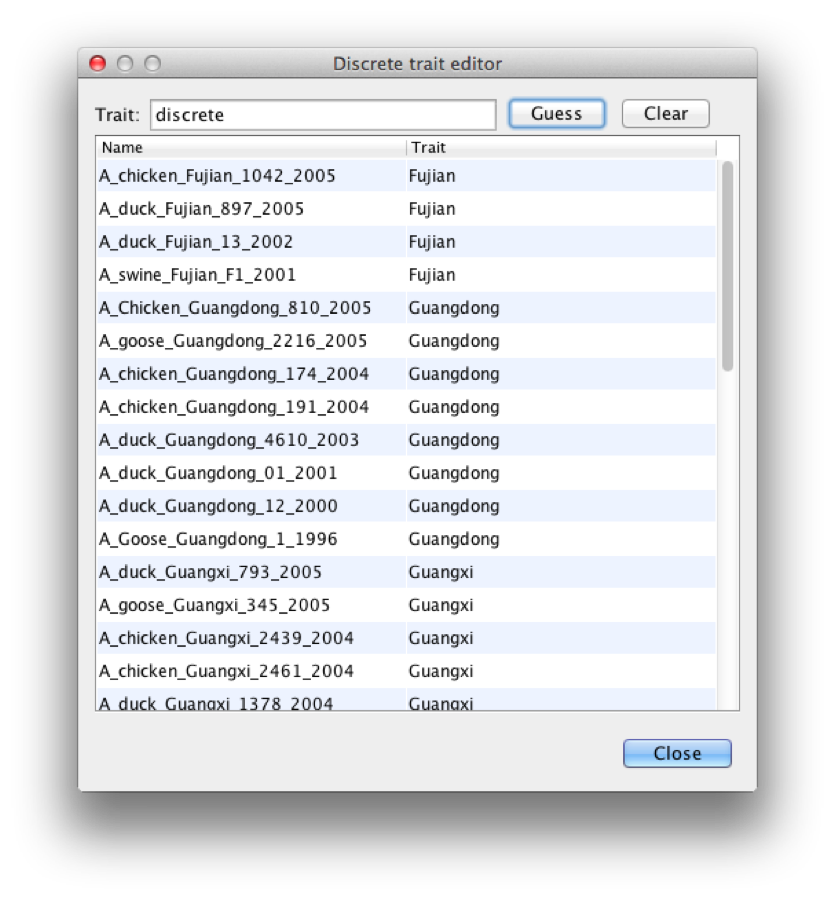 Discrete trait editor
Trait: discrete Guess Clear
Name Trait
A_chicken_Fujian_1042_2005 Fujian
A_duck_Fujian_897_2005 Fujian
A_duck_Fujian_13_2002 Fujian
A_swine_Fujian_F1_2001 Fujian
A_Chicken_Guangdong_810_2005 Guangdong
A_goose_Guangdong_2216_2005 Guangdong
A_chicken_Guangdong_174_2004 Guangdong
A_chicken_Guangdong_191_2004 Guangdong
A_duck_Guangdong_4610_2003 Guangdong
A_duck_Guangdong_01_2001 Guangdong
A_duck_Guangdong_12_2000 Guangdong
A_Goose_Guangdong_1_1996 Guangdong
A_duck_Guangxi_793_2005 Guangxi
A_goose_Guangxi_345_2005 Guangxi
A_chicken_Guangxi_2439_2004 Guangxi
A_chicken_Guangxi_2461_2004 Guangxi
A_duck_Guangxi_1378_2004 Guangxi
Close